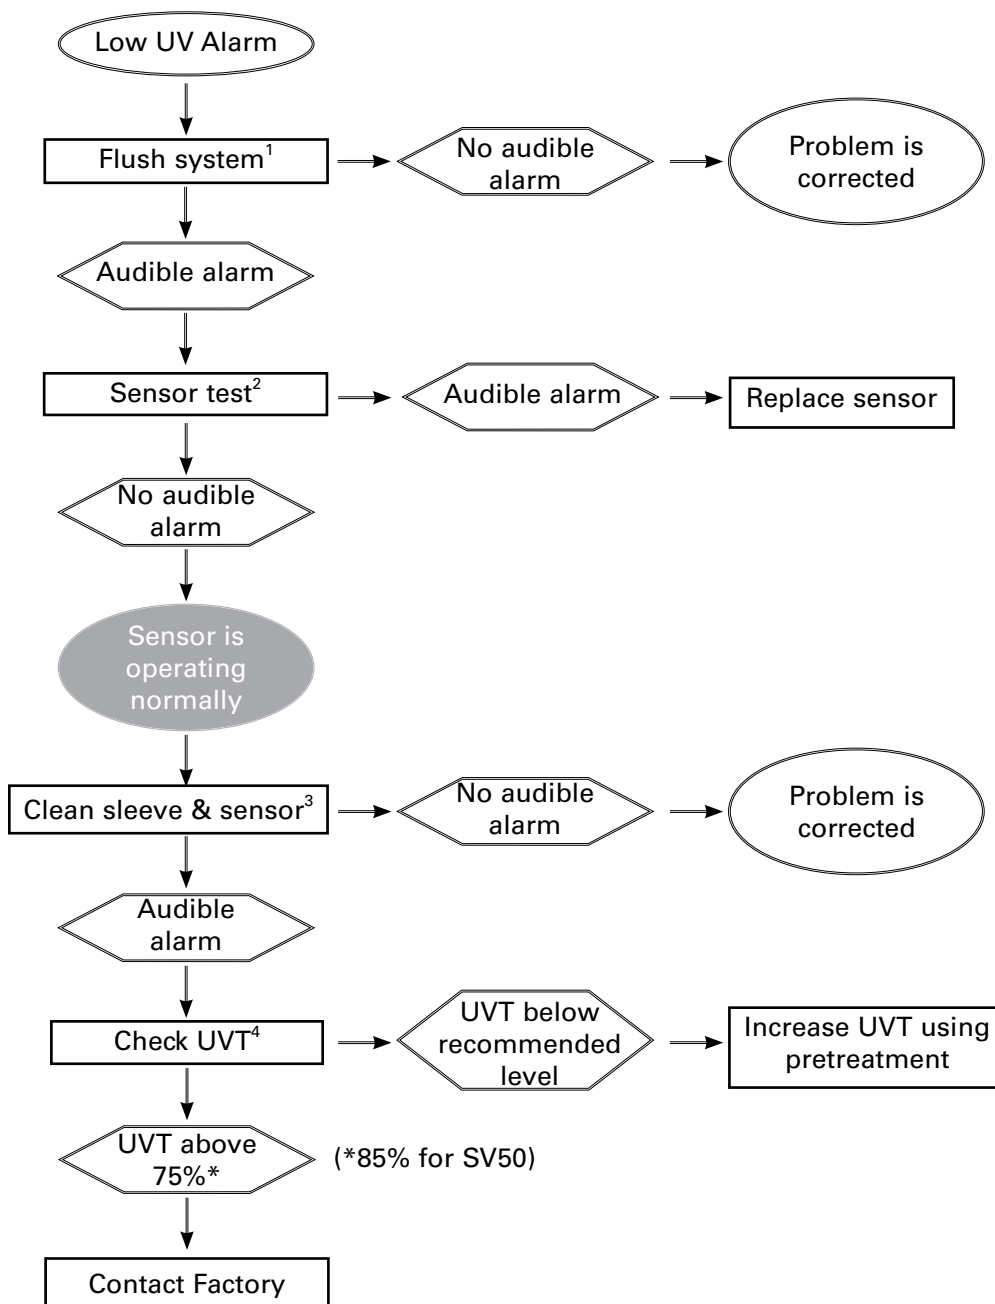 Low UV Alarm
Flush system¹
No audible
alarm
Problem is
corrected
Audible alarm
Sensor test²
Audible alarm
Replace sensor
No audible
alarm
Sensor is
operating
normally
Clean sleeve & sensor³
No audible
alarm
Problem is
corrected
Audible
alarm
Check UVT⁴
UVT below
recommended
level
Increase UVT using
pretreatment
UVT above
75%*
(*85% for SV50)
Contact Factory